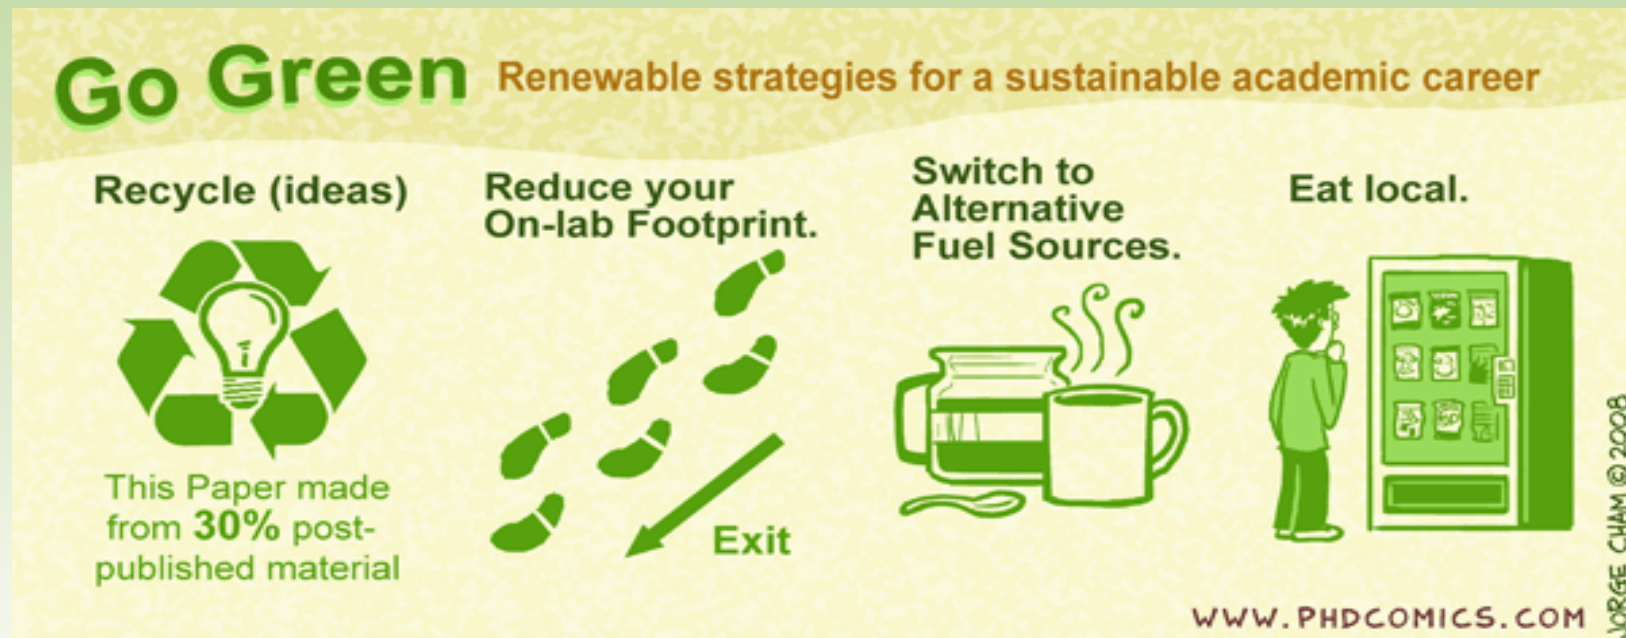 Go Green Renewable strategies for a sustainable academic career
Recycle (ideas)
This Paper made
from 30% post-
published material
Reduce your
On-lab Footprint.
Exit
Switch to
Alternative
Fuel Sources.
Eat local.
JORGE CHAM © 2008
WWW.PHDCOMICS.COM